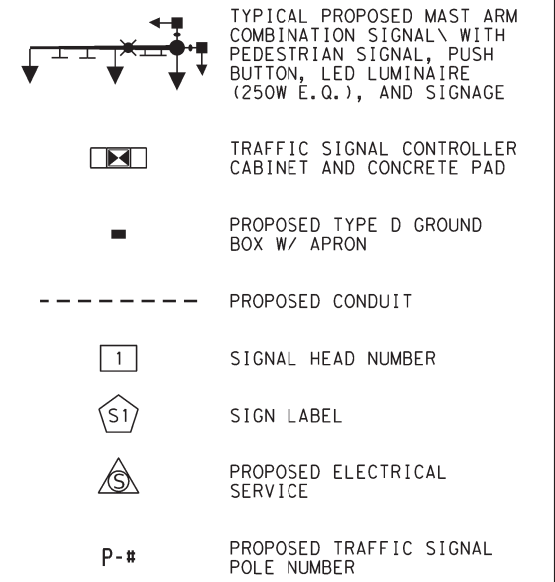 TYPICAL PROPOSED MAST ARM
COMBINATION SIGNAL\ WITH
PEDESTRIAN SIGNAL, PUSH
BUTTON, LED LUMINAIRE
(250W E.Q.), AND SIGNAGE
TRAFFIC SIGNAL CONTROLLER
CABINET AND CONCRETE PAD
PROPOSED TYPE D GROUND
BOX W/ APRON
PROPOSED CONDUIT
1 SIGNAL HEAD NUMBER
S1 SIGN LABEL
S PROPOSED ELECTRICAL
SERVICE
P-# PROPOSED TRAFFIC SIGNAL
POLE NUMBER